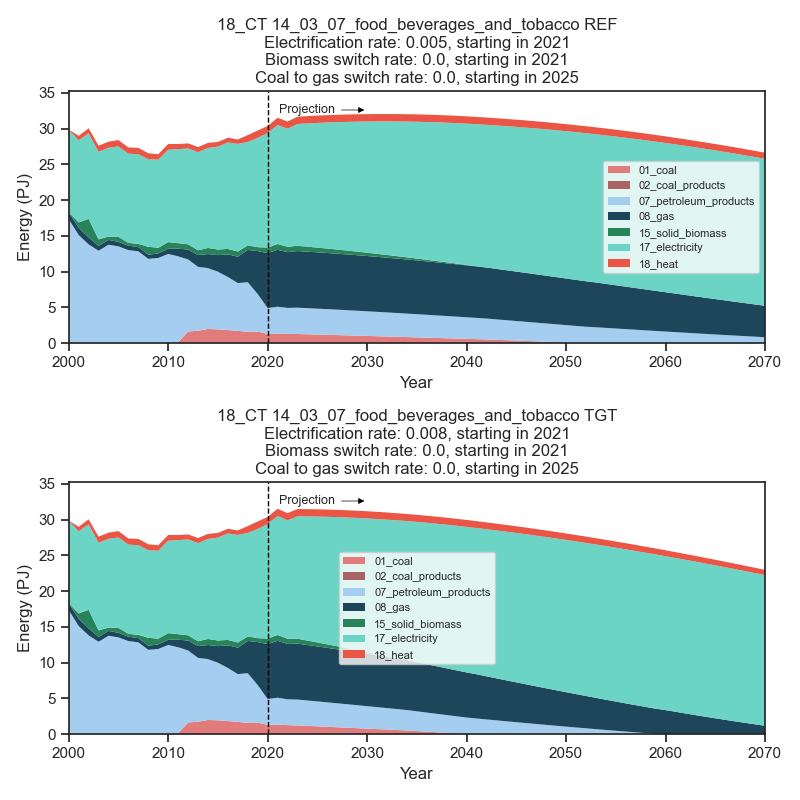 18_CT 14_03_07_food_beverages_and_tobacco REF
Electrification rate: 0.005, starting in 2021
Biomass switch rate: 0.0, starting in 2021
Coal to gas switch rate: 0.0, starting in 2025
Energy (PJ)
35
30
25
20
15
10
5
0
Projection
01_coal
02_coal_products
07_petroleum_products
08_gas
15_solid_biomass
17_electricity
18_heat
2000 2010 2020 2030 2040 2050 2060 2070
Year
18_CT 14_03_07_food_beverages_and_tobacco TGT
Electrification rate: 0.008, starting in 2021
Biomass switch rate: 0.0, starting in 2021
Coal to gas switch rate: 0.0, starting in 2025
Energy (PJ)
35
30
25
20
15
10
5
0
Projection
01_coal
02_coal_products
07_petroleum_products
08_gas
15_solid_biomass
17_electricity
18_heat
2000 2010 2020 2030 2040 2050 2060 2070
Year